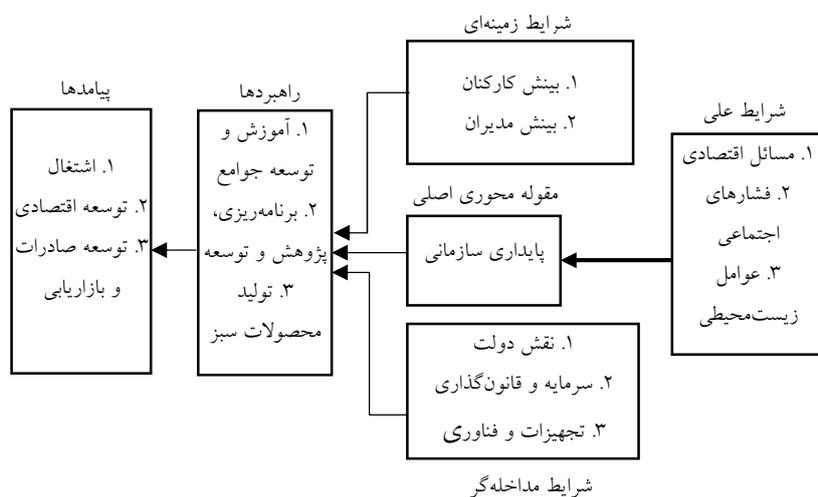 شرایط علی
۱. مسائل اقتصادی
۲. فشارهای
اجتماعی
۳. عوامل
زیست‌محیطی
شرایط زمینه‌ای
۱. بینش کارکنان
۲. بینش مدیران
مقوله محوری اصلی
پایداری سازمانی
۱. نقش دولت
۲. سرمایه و قانون‌گذاری
۳. تجهیزات و فناوری
شرایط مداخله‌گر
راهبردها
۱. آموزش و
توسعه جوامع
۲. برنامه‌ریزی،
پژوهش و توسعه
۳. تولید
محصولات سبز
پیامدها
۱. اشتغال
۲. توسعه اقتصادی
۳. توسعه صادرات
و بازاریابی